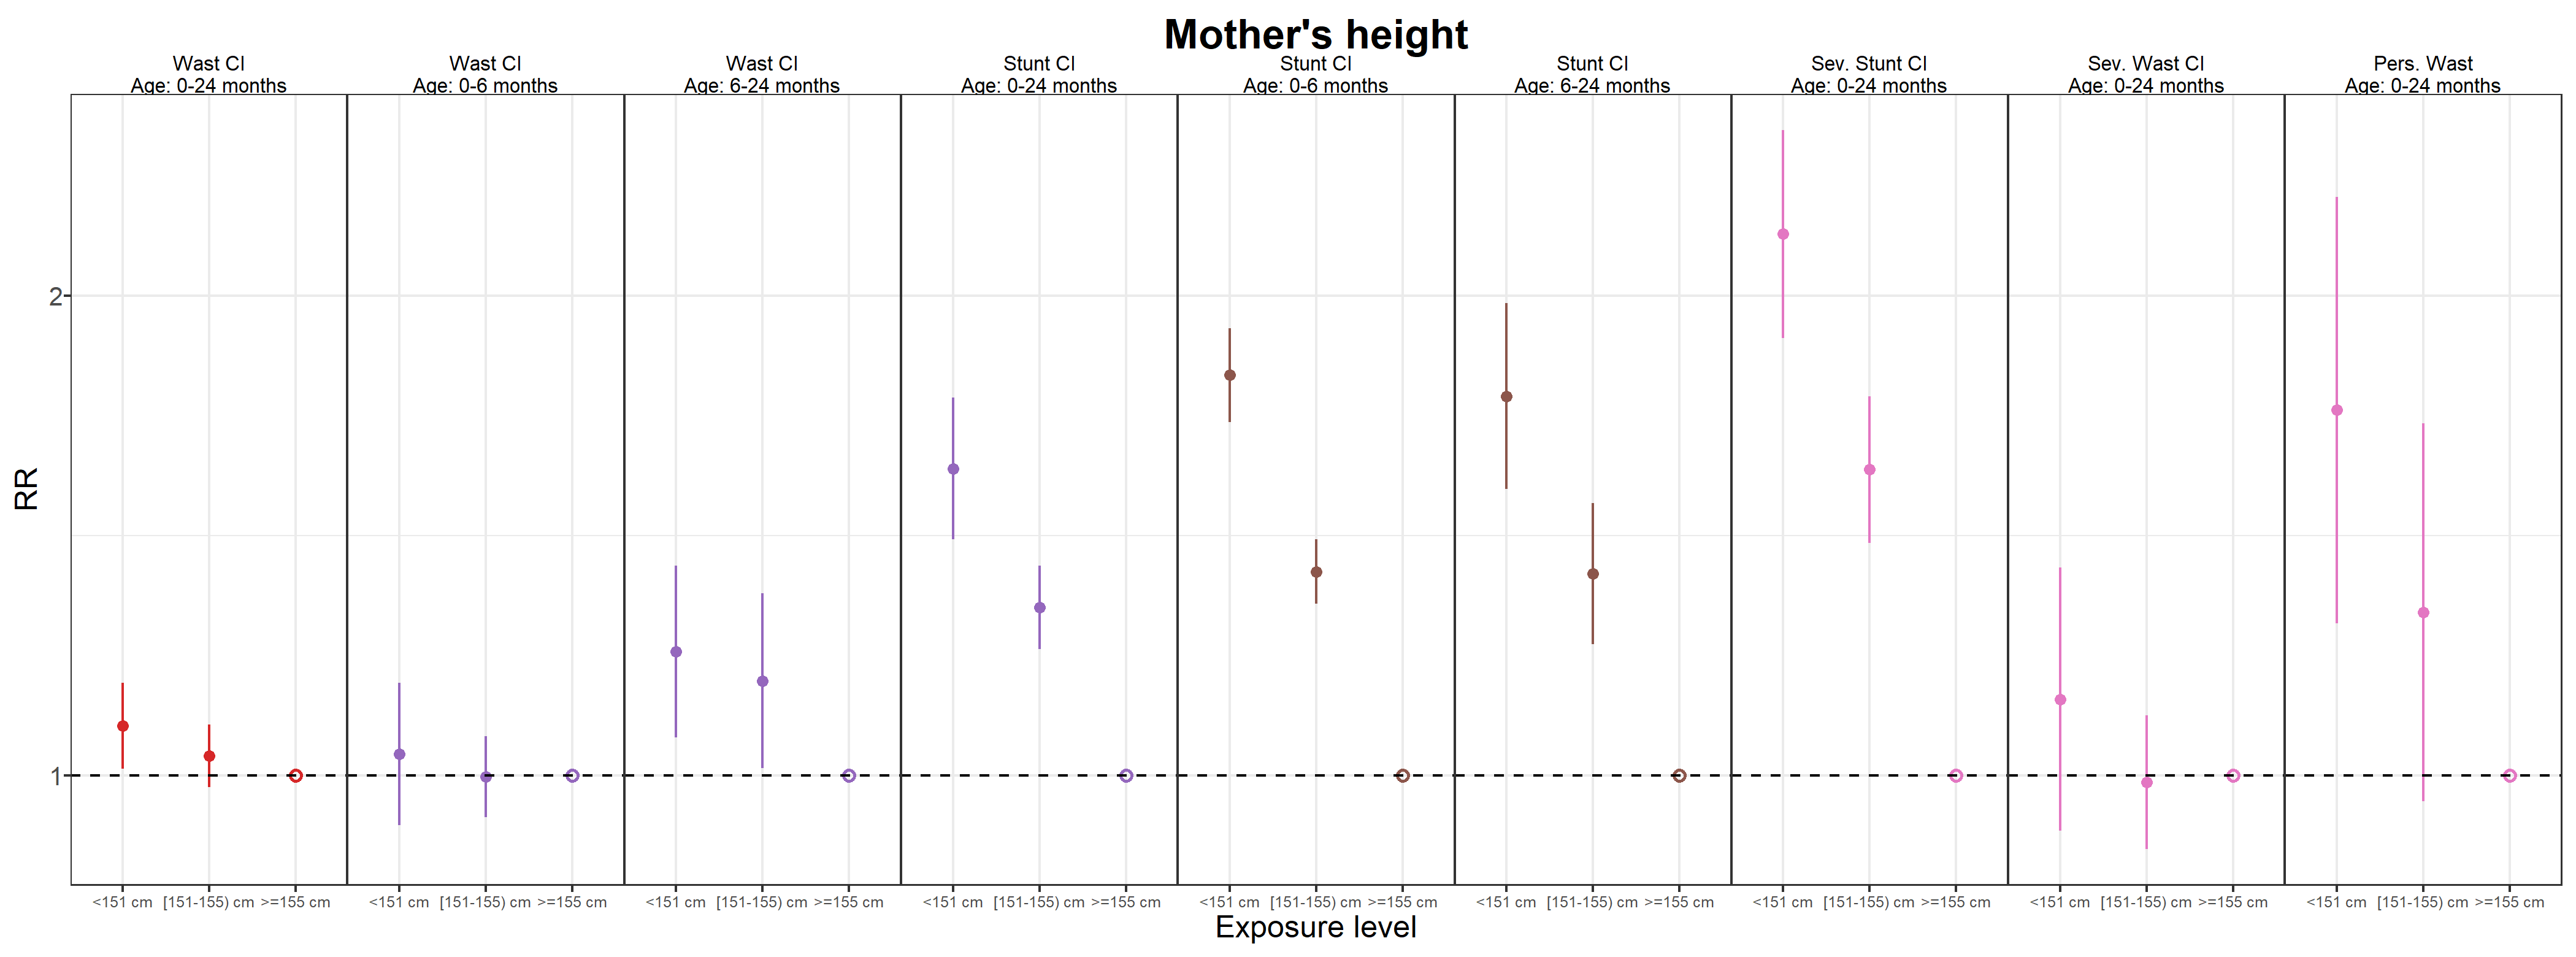 Mother's height
Wast CI Wast CI Wast CI Stunt CI Stunt CI Stunt CI Sev. Stunt CI Sev. Wast CI Pers. Wast
Age: 0-24 months Age: 0-6 months Age: 6-24 months Age: 0-24 months Age: 0-6 months Age: 6-24 months Age: 0-24 months Age: 0-24 months Age: 0-24 months
2
RR
1
<151 cm [151-155) cm >=155 cm <151 cm [151-155) cm >=155 cm <151 cm [151-155) cm >=155 cm <151 cm [151-155) cm >=155 cm <151 cm [151-155) cm >=155 cm <151 cm [151-155) cm >=155 cm <151 cm [151-155) cm >=155 cm <151 cm [151-155) cm >=155 cm <151 cm [151-155) cm >=155 cm
Exposure level